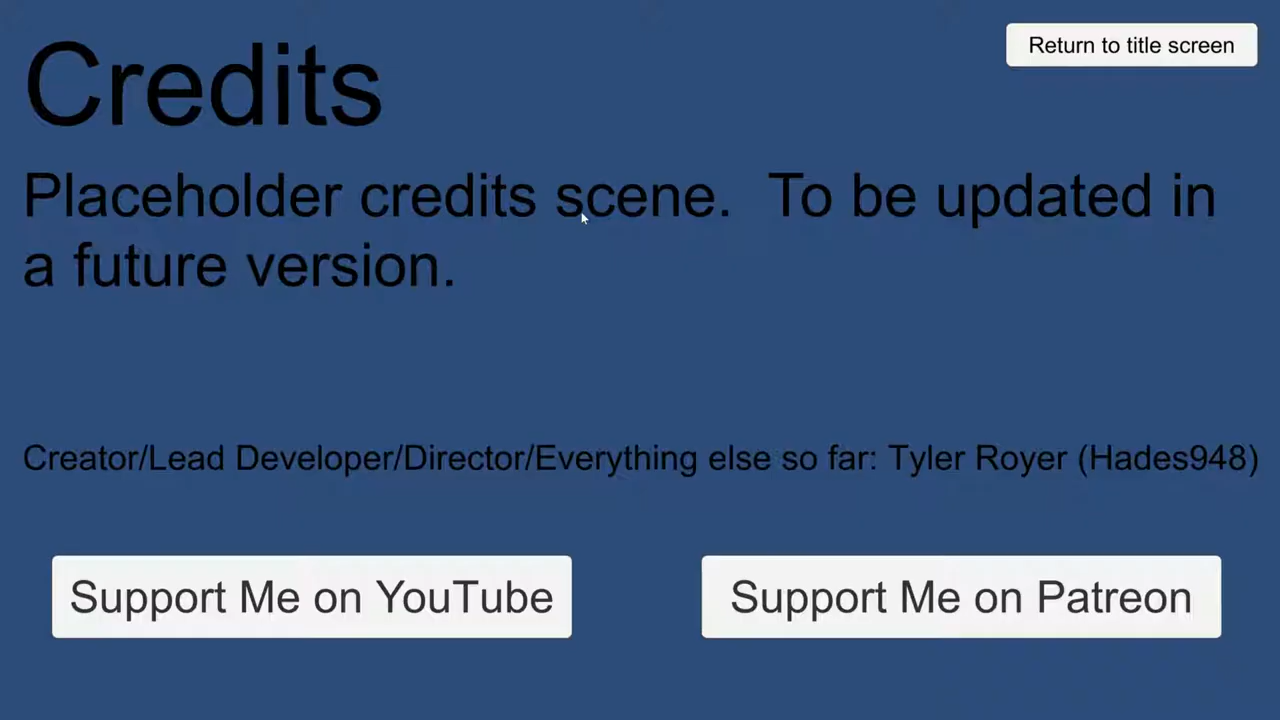 Return to title screen
Credits
Placeholder credits scene.  To be updated in
a future version.
Creator/Lead Developer/Director/Everything else so far: Tyler Royer (Hades948)
Support Me on YouTube
Support Me on Patreon